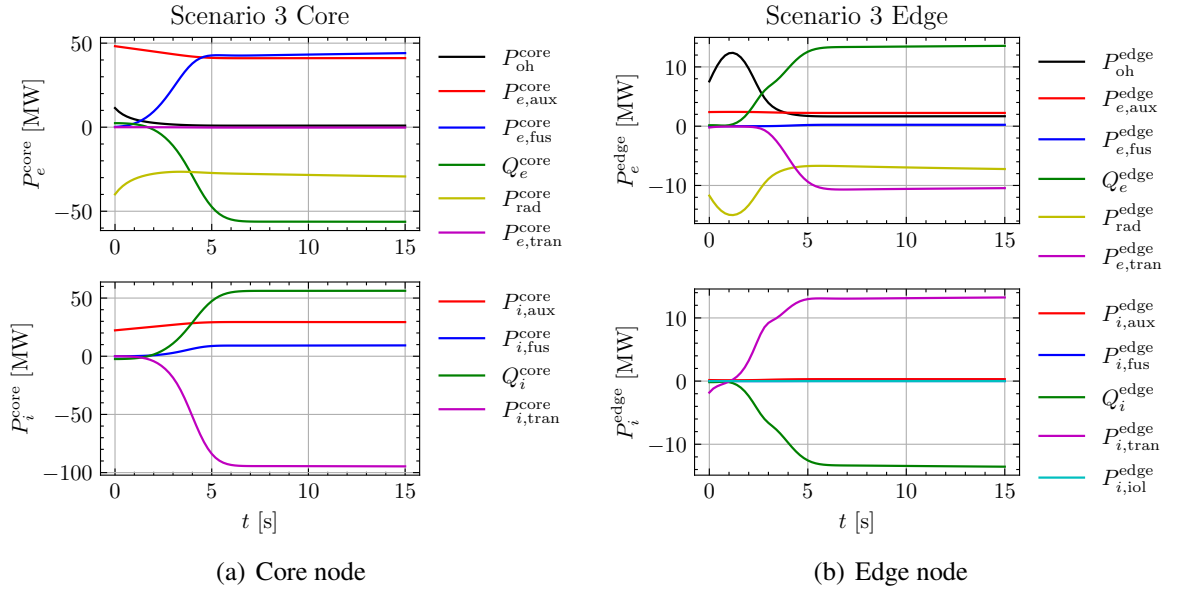 Scenario 3 Core
P_e^core [MW]
50
0
−50
0
5
10
15
P_oh^core
P_e,aux^core
P_e,fus^core
Q_e^core
P_rad^core
P_e,tran^core
P_i^core [MW]
50
0
−50
−100
0
5
10
15
t [s]
P_i,aux^core
P_i,fus^core
Q_i^core
P_i,tran^core
(a) Core node
Scenario 3 Edge
P_e^edge [MW]
10
0
−10
0
5
10
15
P_oh^edge
P_e,aux^edge
P_e,fus^edge
Q_e^edge
P_rad^edge
P_e,tran^edge
P_i^edge [MW]
10
0
−10
0
5
10
15
t [s]
P_i,aux^edge
P_i,fus^edge
Q_i^edge
P_i,tran^edge
P_i,iol^edge
(b) Edge node